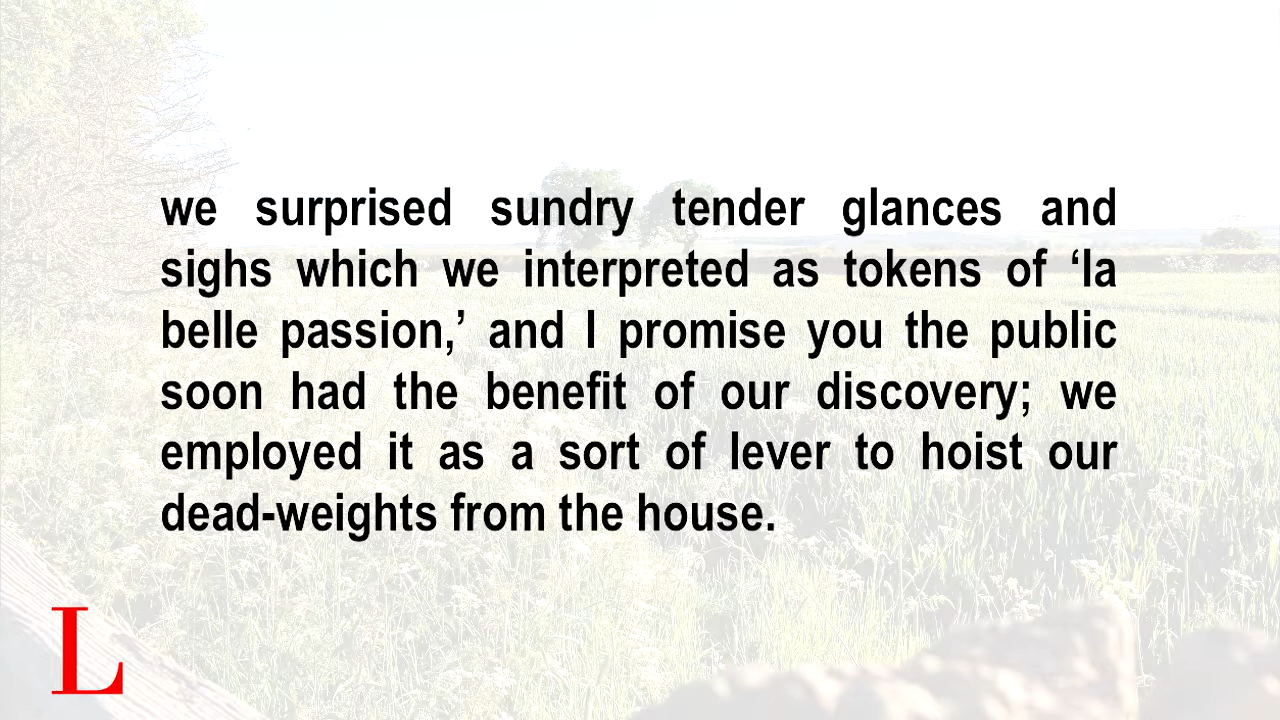 we surprised sundry tender glances and
sighs which we interpreted as tokens of ‘la
belle passion,’ and I promise you the public
soon had the benefit of our discovery; we
employed it as a sort of lever to hoist our
dead-weights from the house.
L